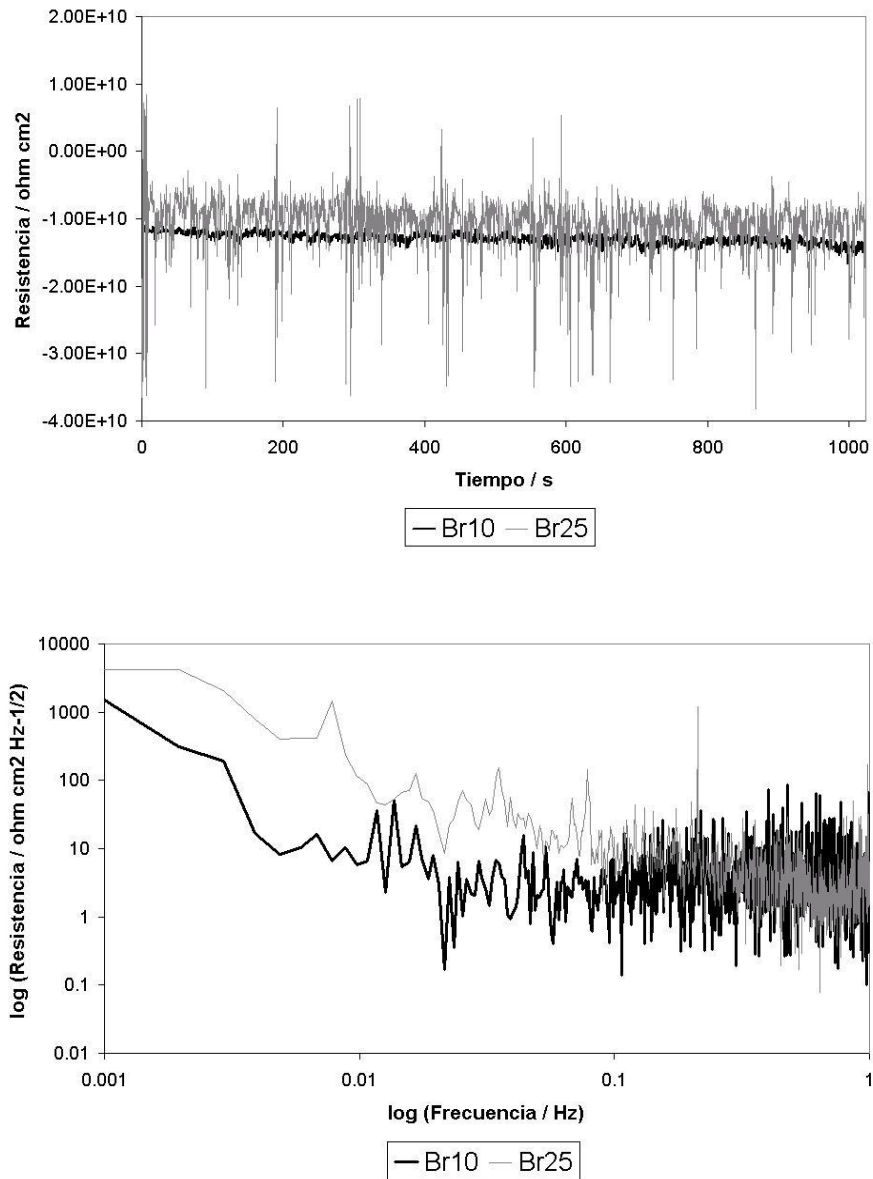 2.00E+10
1.00E+10
0.00E+00
-1.00E+10
-2.00E+10
-3.00E+10
-4.00E+10
Resistencia / ohm cm2
0 200 400 600 800 1000
Tiempo / s
Br10 Br25
10000
1000
100
10
1
0.1
0.01
log (Resistencia / ohm cm2 Hz-1/2)
0.001 0.01 0.1 1
log (Frecuencia / Hz)
Br10 Br25